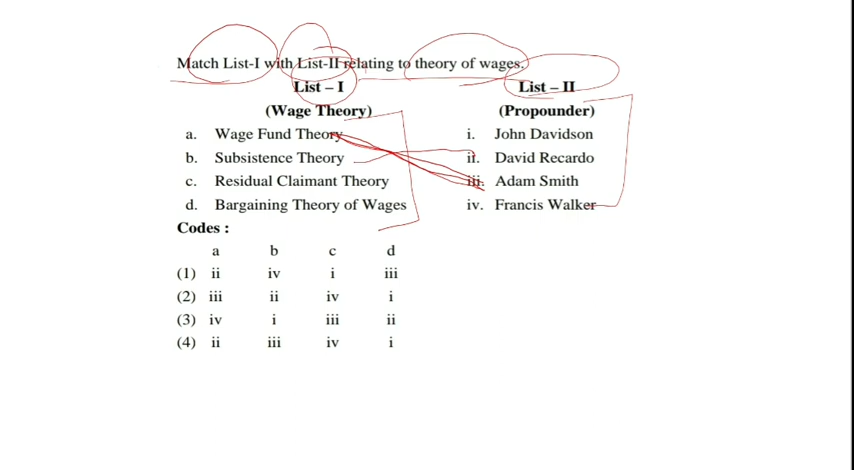 Match List-I with List-II relating to theory of wages.
List – I List – II
(Wage Theory) (Propounder)
a. Wage Fund Theory i. John Davidson
b. Subsistence Theory ii. David Recardo
c. Residual Claimant Theory iii. Adam Smith
d. Bargaining Theory of Wages iv. Francis Walker
Codes :
a b c d
(1) ii iv i iii
(2) iii ii iv i
(3) iv i iii ii
(4) ii iii iv i